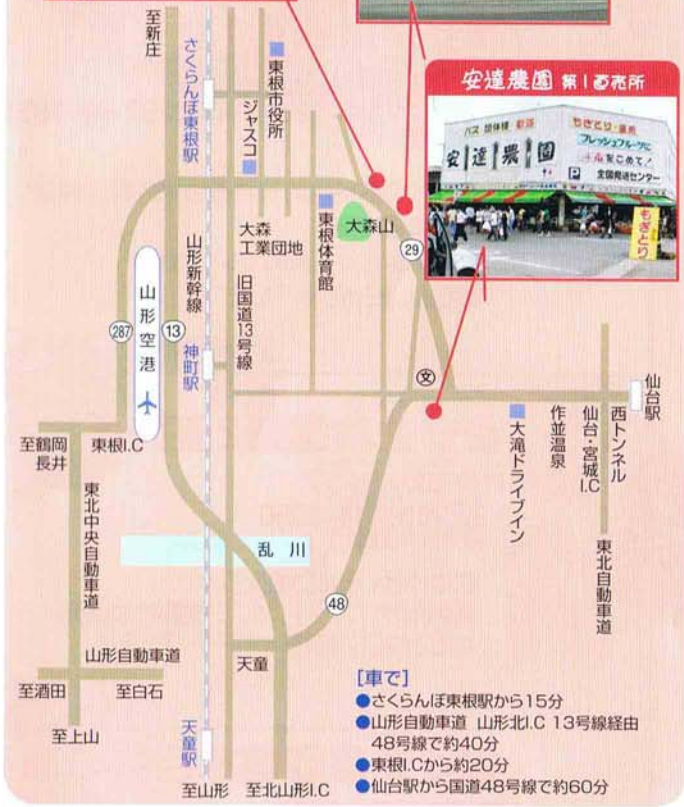 至新庄
さくらんぼ東根駅
東根市役所
ジャスコ
安達農園 第1直売所
バス 団体様 歓迎
もぎとり・直売
フレッシュフルーツに
心をこめて!
安達農園
P 全国発送センター
もぎとり
大森
工業団地
東根体育館
大森山
29
山形新幹線
旧国道13号線
山形空港
287
13
神町駅
文
仙台駅
西トンネル
仙台・宮城I.C
作並温泉
大滝ドライブイン
東北自動車道
至鶴岡
長井
東根I.C
東北中央自動車道
乱川
48
山形自動車道
天童
至酒田
至白石
至上山
天童駅
至山形
至北山形I.C
[車で]
●さくらんぼ東根駅から15分
●山形自動車道 山形北I.C 13号線経由
48号線で約40分
●東根I.Cから約20分
●仙台駅から国道48号線で約60分